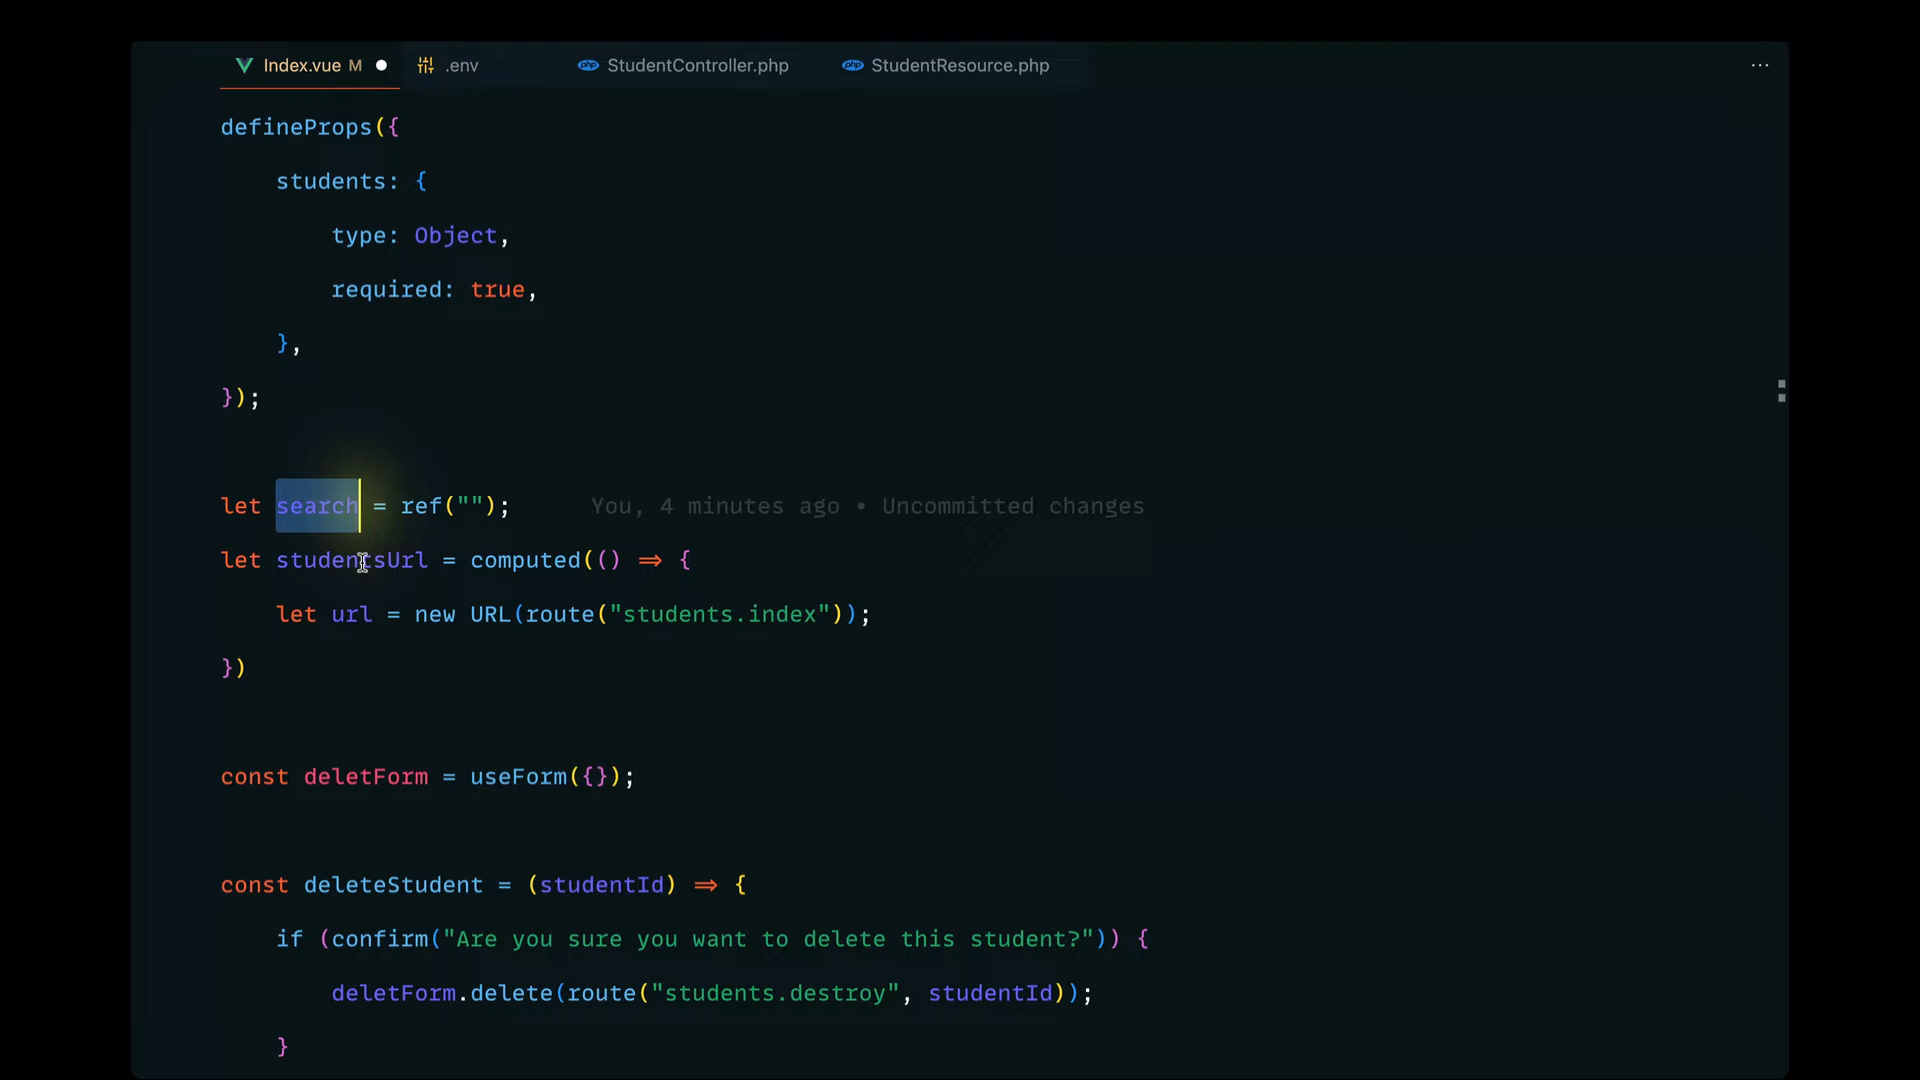 Index.vue M .env php StudentController.php php StudentResource.php ...
defineProps({
students: {
type: Object,
required: true,
},
});
let search = ref(""); You, 4 minutes ago • Uncommitted changes
let studentsUrl = computed(() => {
let url = new URL(route("students.index"));
})
const deletForm = useForm({});
const deleteStudent = (studentId) => {
if (confirm("Are you sure you want to delete this student?")) {
deletForm.delete(route("students.destroy", studentId));
}